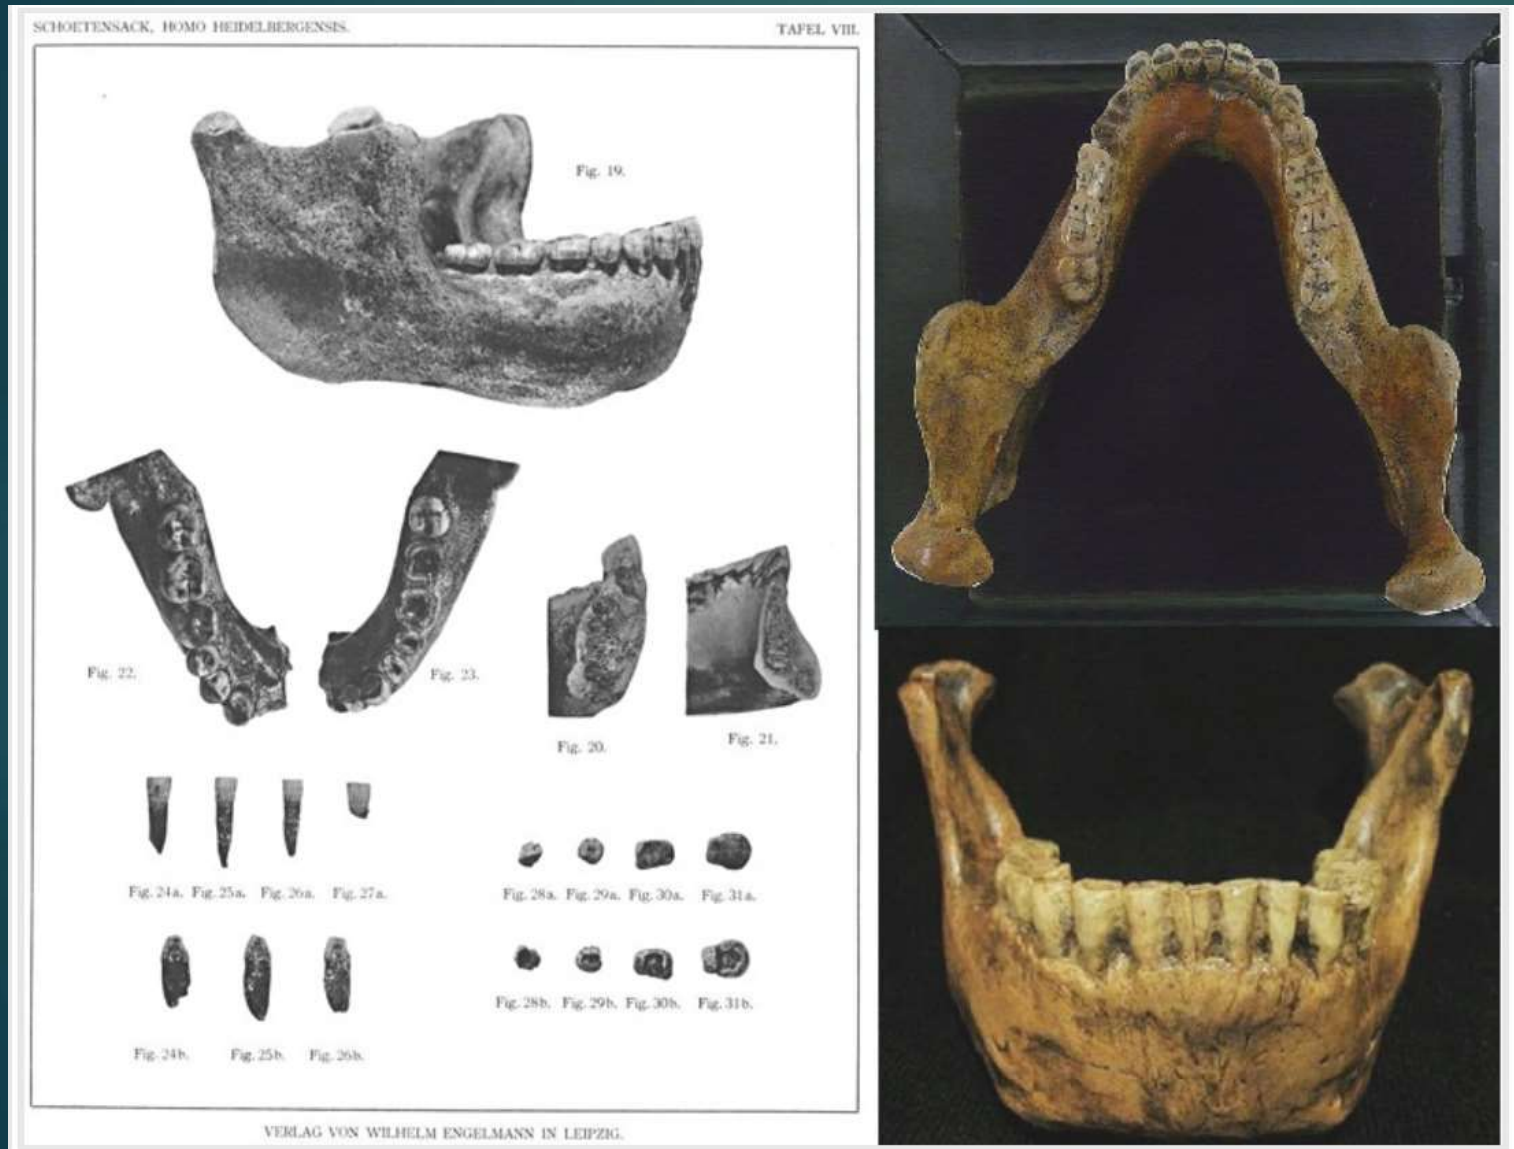 SCHOETENSACK, HOMO HEIDELBERGENSIS. TAFEL VIII.
Fig. 19.
Fig. 22. Fig. 23.
Fig. 20. Fig. 21.
Fig. 24a. Fig. 25a. Fig. 26a. Fig. 27a. Fig. 28a. Fig. 29a. Fig. 30a. Fig. 31a.
Fig. 28b. Fig. 29b. Fig. 30b. Fig. 31b.
Fig. 24b. Fig. 25b. Fig. 26b.
VERLAG VON WILHELM ENGELMANN IN LEIPZIG.